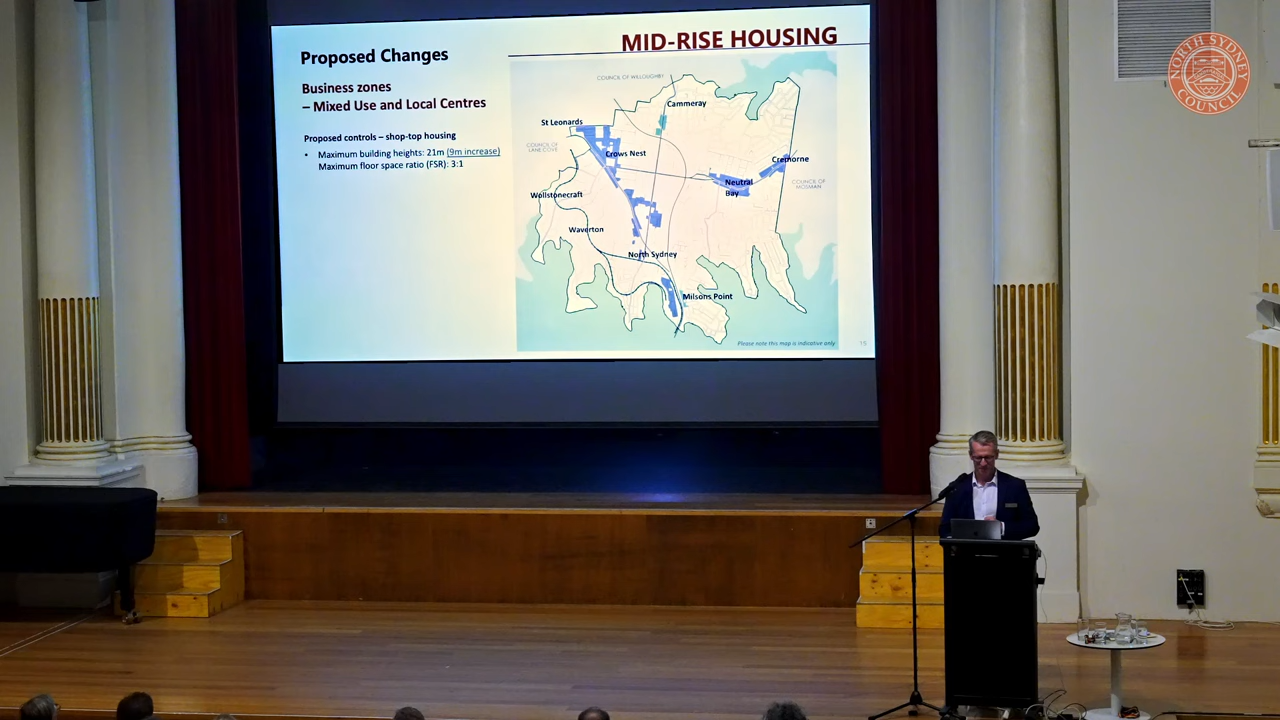 MID-RISE HOUSING
Proposed Changes
Business zones
– Mixed Use and Local Centres
Proposed controls – shop-top housing
• Maximum building heights: 21m (9m increase)
Maximum floor space ratio (FSR): 3:1
COUNCIL OF WILLOUGHBY
Cammeray
St Leonards
COUNCIL OF
LANE COVE
Crows Nest
Cremorne
Neutral
Bay
COUNCIL OF
MOSMAN
Wollstonecraft
Waverton
North Sydney
Milsons Point
Please note this map is indicative only
15
NORTH SYDNEY
COUNCIL